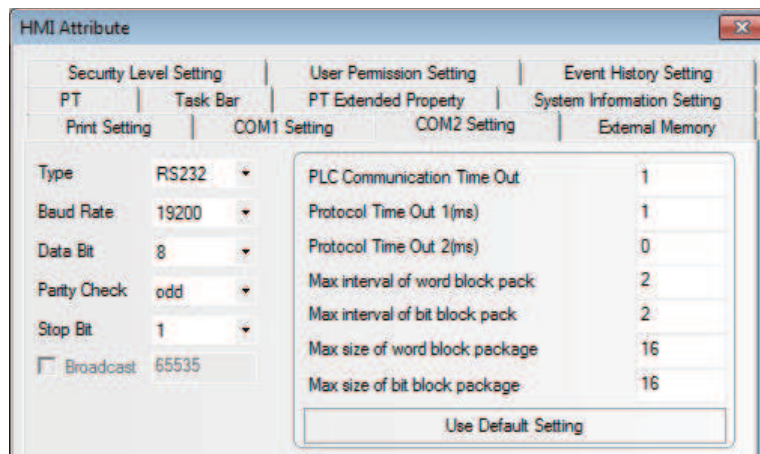 HMI Attribute
Security Level Setting User Permission Setting Event History Setting
PT Task Bar PT Extended Property System Information Setting
Print Setting COM1 Setting COM2 Setting External Memory
Type RS232
Baud Rate 19200
Data Bit 8
Parity Check odd
Stop Bit 1
Broadcast 65535
PLC Communication Time Out 1
Protocol Time Out 1(ms) 1
Protocol Time Out 2(ms) 0
Max interval of word block pack 2
Max interval of bit block pack 2
Max size of word block package 16
Max size of bit block package 16
Use Default Setting